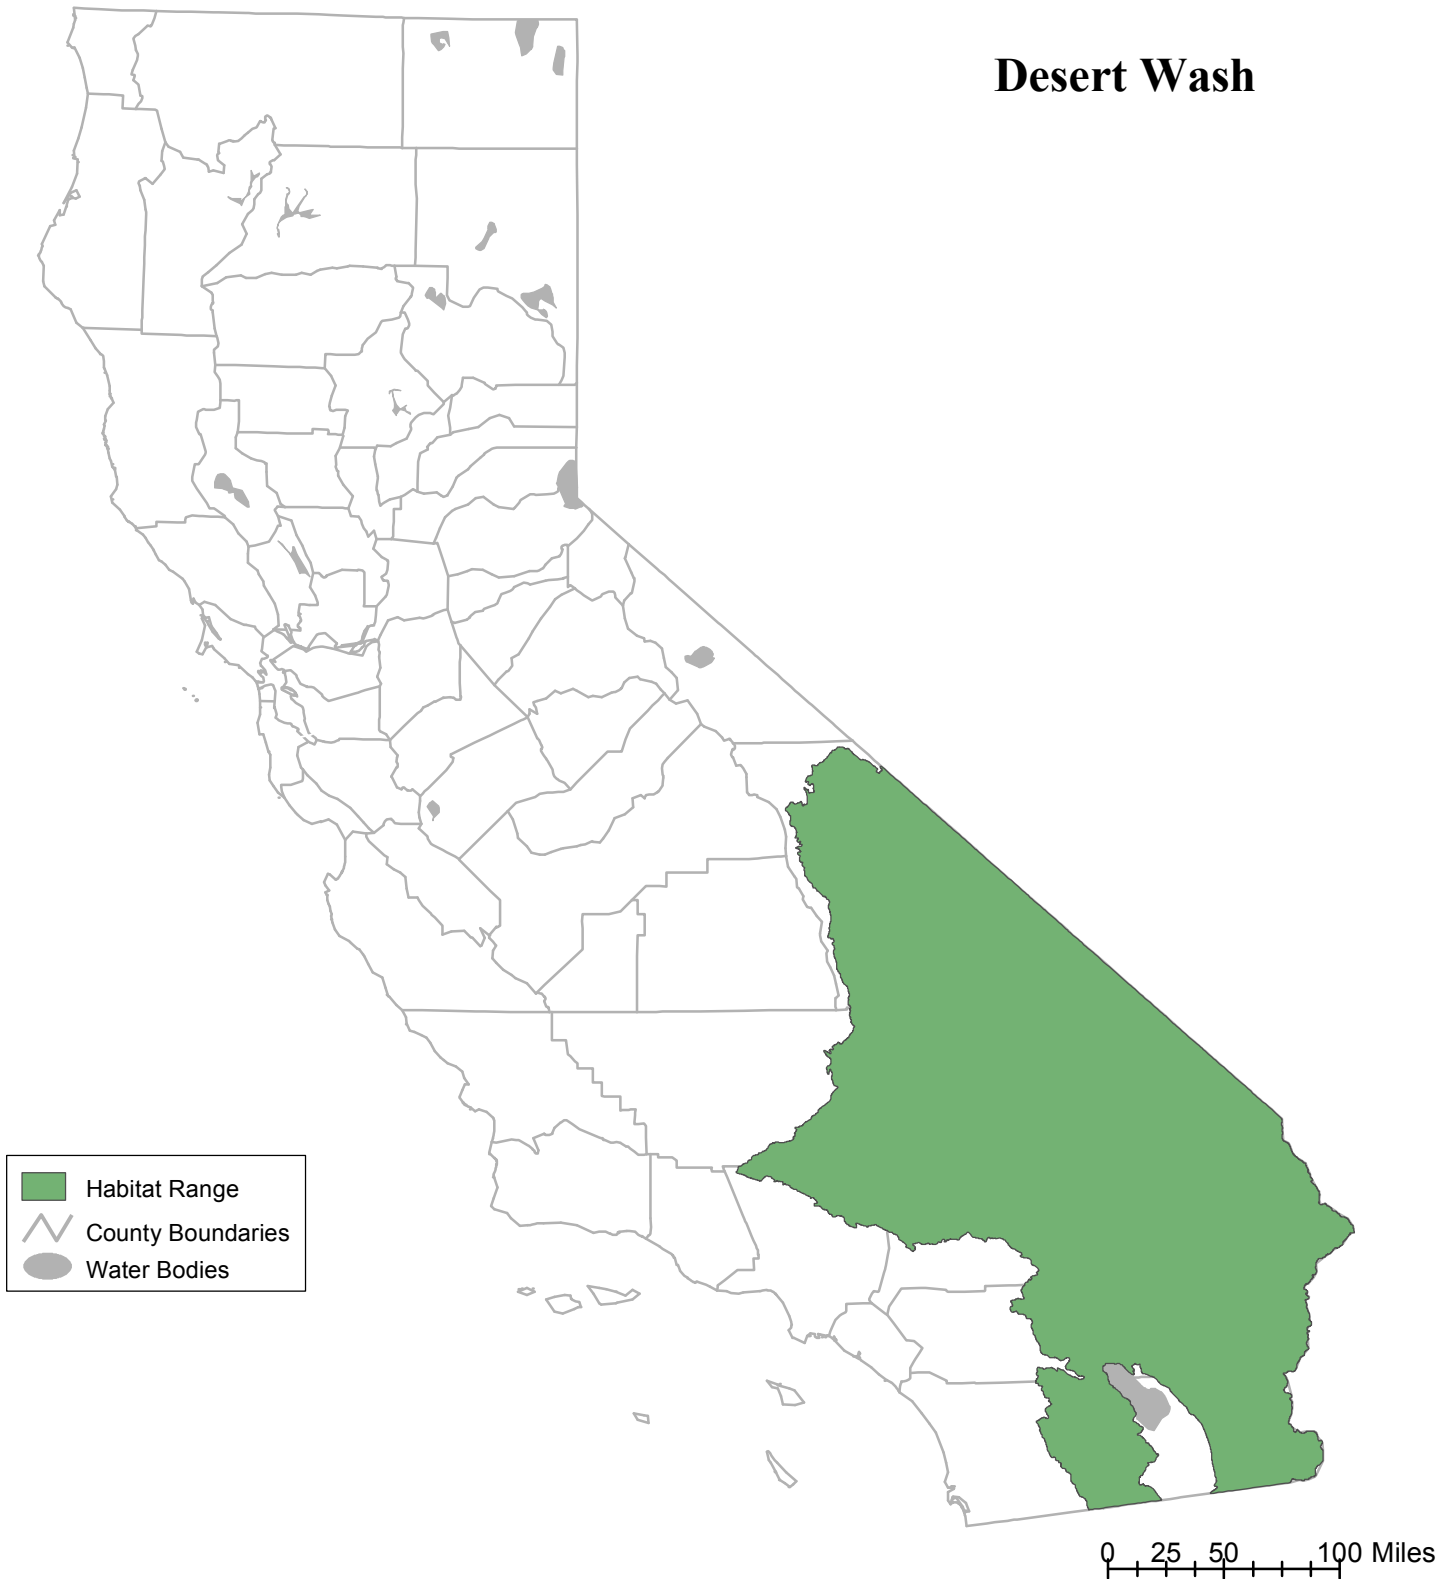 Desert Wash
Habitat Range
County Boundaries
Water Bodies
0 25 50 100 Miles